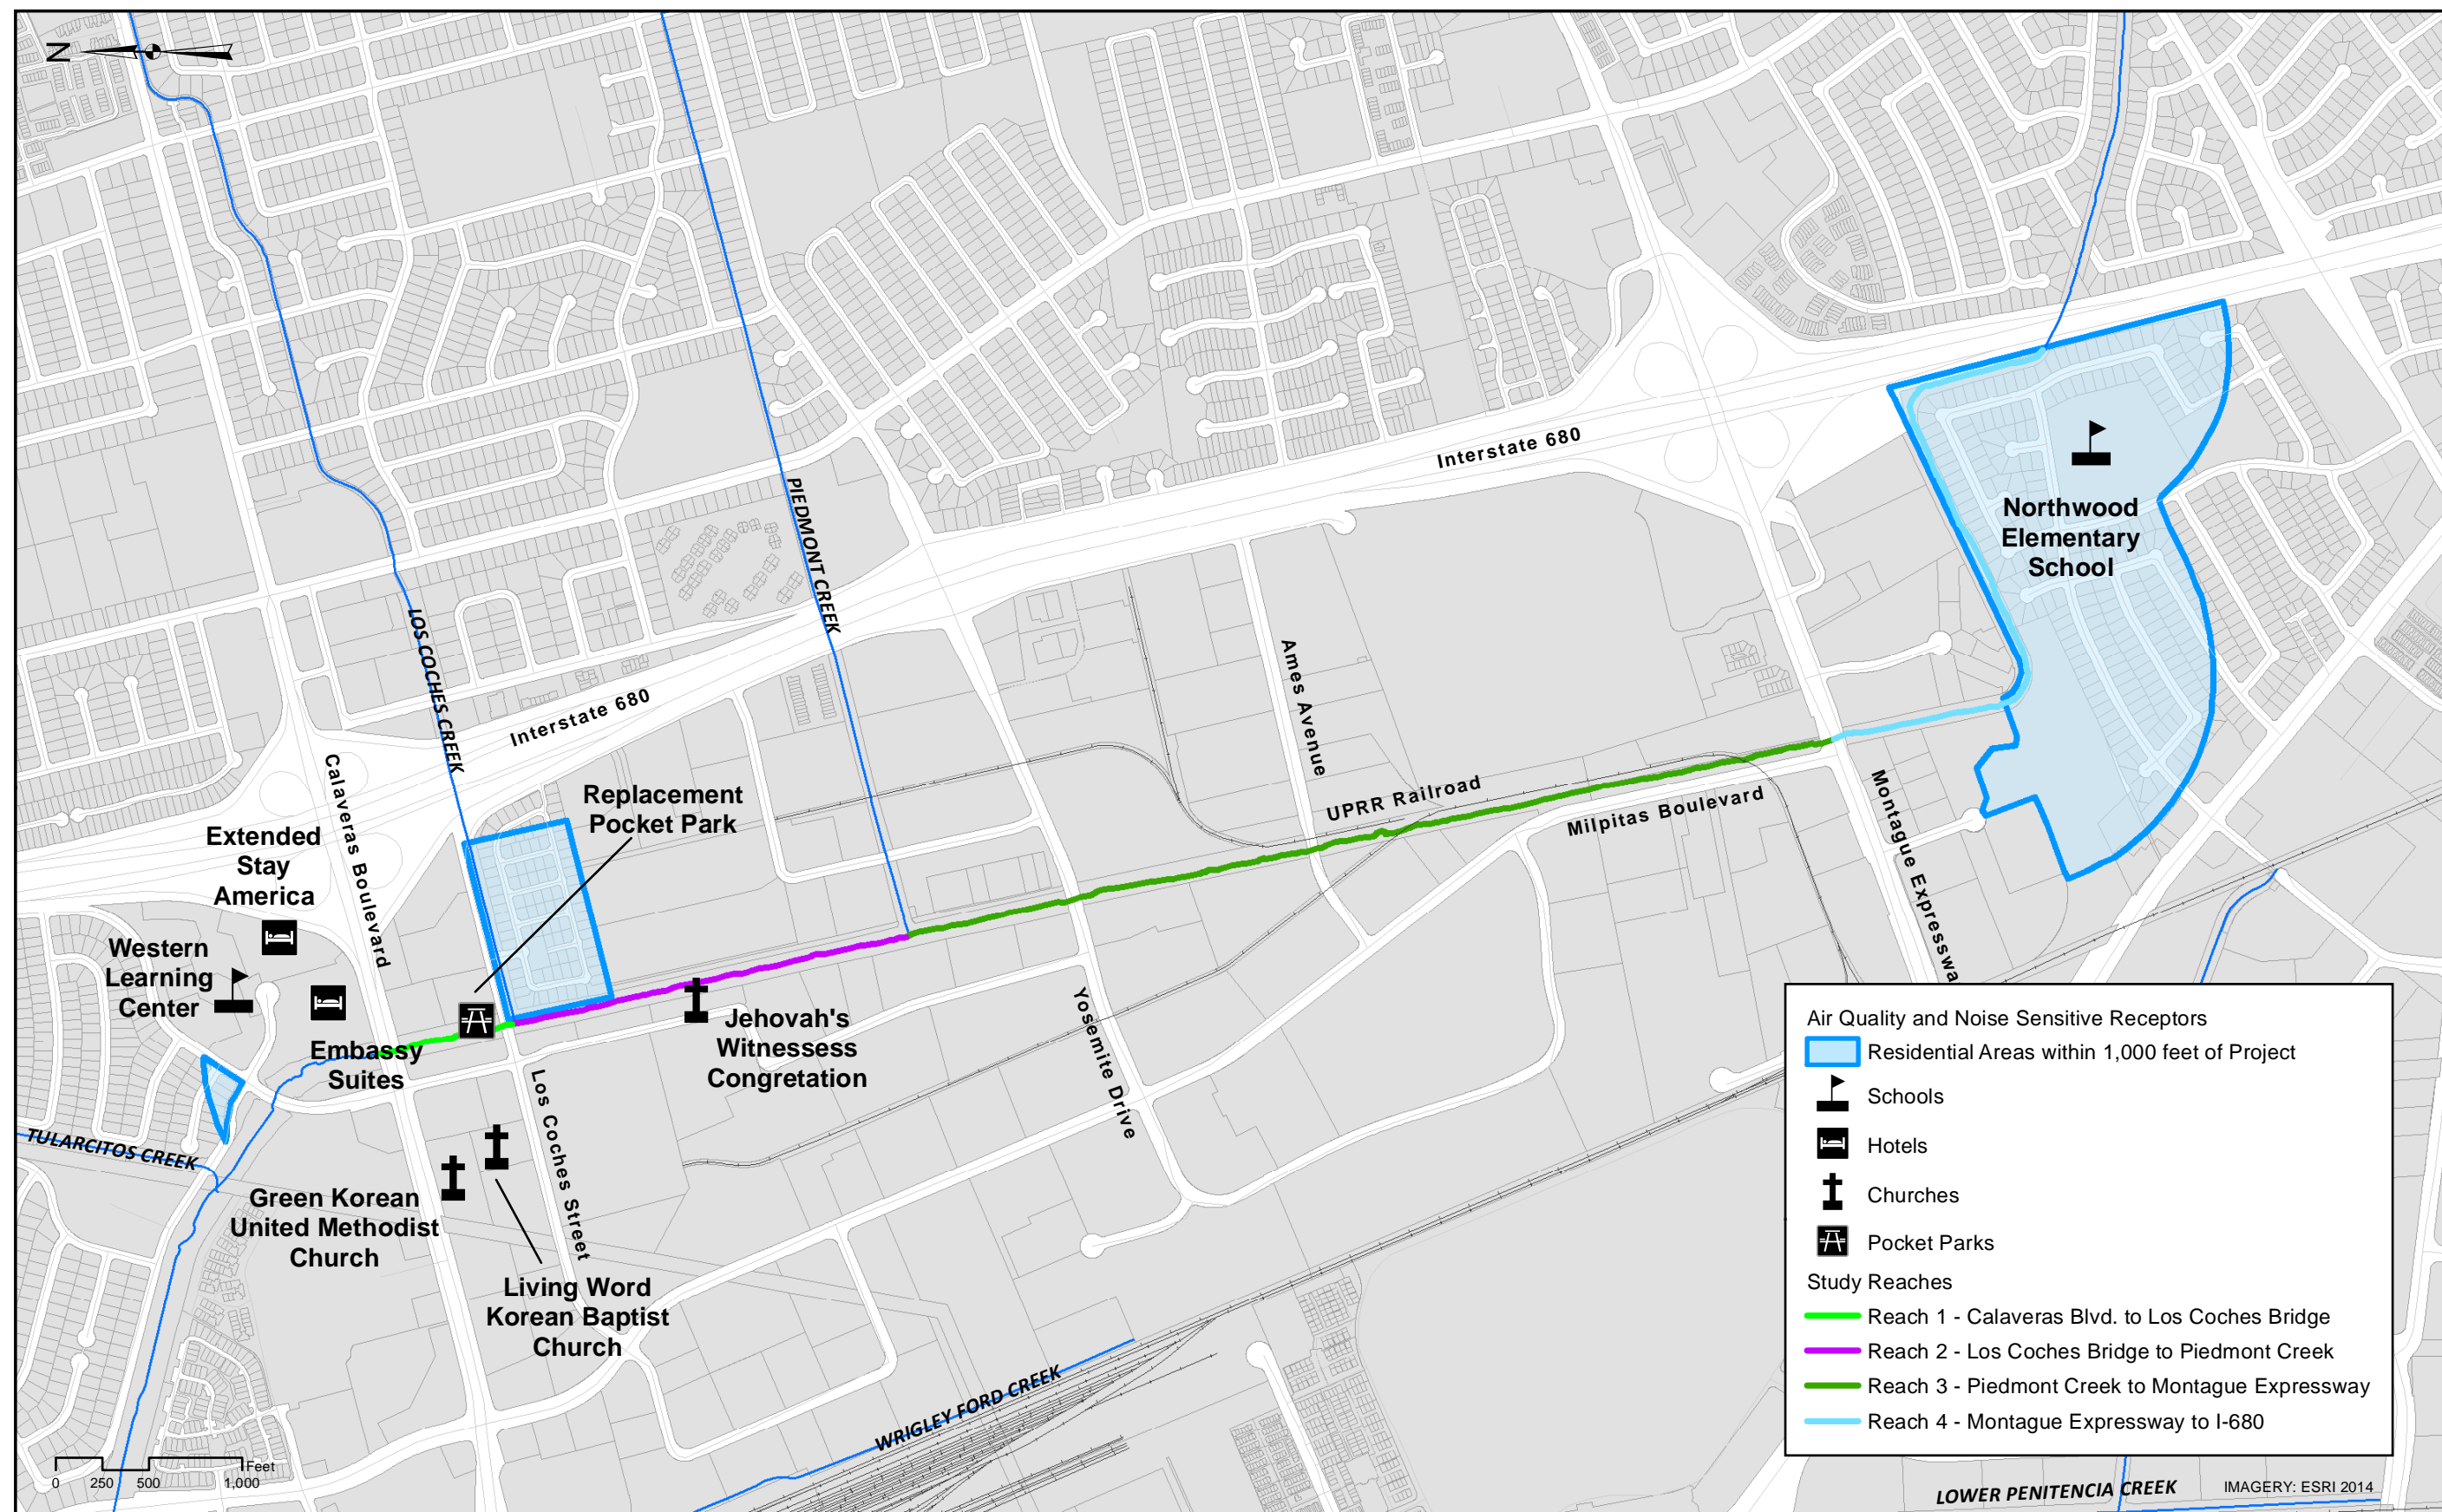 N
PIEDMONT CREEK
Interstate 680
Northwood
Elementary
School
LOS COCHES CREEK
Interstate 680
Ames Avenue
Calaveras Boulevard
Replacement
Pocket Park
UPRR Railroad
Milpitas Boulevard
Montague Expresswa
Extended
Stay
America
Western
Learning
Center
Embassy
Suites
Jehovah's
Witnessess
Congretation
Yosemite Drive
Los Coches Street
TULARCITOS CREEK
Green Korean
United Methodist
Church
Living Word
Korean Baptist
Church
WRIGLEY FORD CREEK
Air Quality and Noise Sensitive Receptors
Residential Areas within 1,000 feet of Project
Schools
Hotels
Churches
Pocket Parks
Study Reaches
Reach 1 - Calaveras Blvd. to Los Coches Bridge
Reach 2 - Los Coches Bridge to Piedmont Creek
Reach 3 - Piedmont Creek to Montague Expressway
Reach 4 - Montague Expressway to I-680
Feet
0 250 500 1,000
LOWER PENITENCIA CREEK
IMAGERY: ESRI 2014